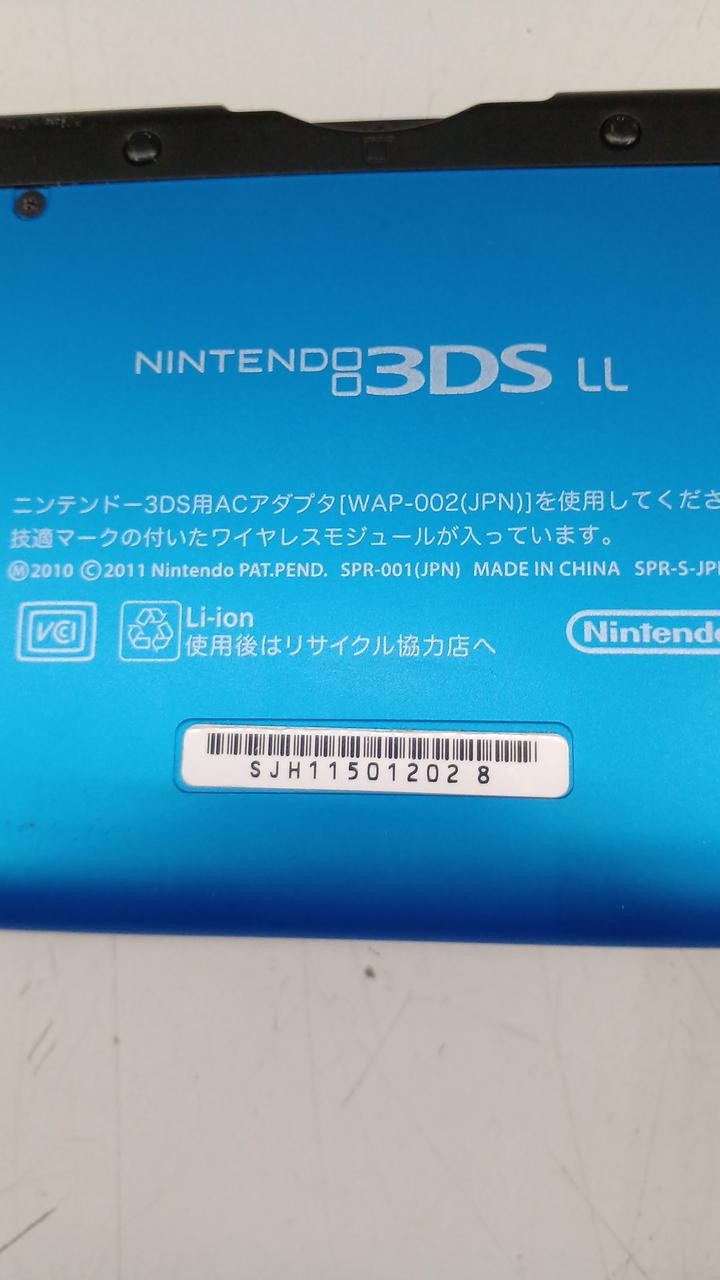 NINTENDO 3DS LL
ニンテンドー3DS用ACアダプタ[WAP-002(JPN)]を使用してくださ
技適マークの付いたワイヤレスモジュールが入っています。
Ⓜ2010 Ⓒ2011 Nintendo PAT.PEND. SPR-001(JPN) MADE IN CHINA SPR-S-JP
VCI
Li-ion
使用後はリサイクル協力店へ
Nintendo
SJH11501202 8